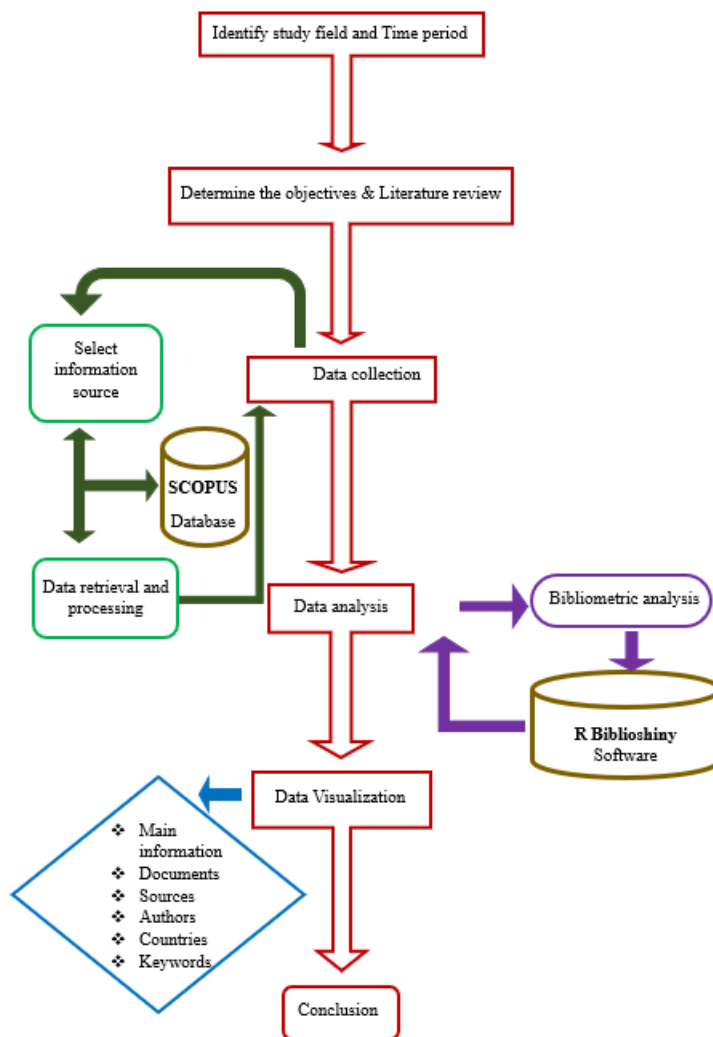 Identify study field and Time period
Determine the objectives & Literature review
Select
information
source
Data collection
SCOPUS
Database
Data retrieval and
processing
Data analysis
Bibliometric analysis
R Biblioshiny
Software
Data Visualization
❖ Main
information
❖ Documents
❖ Sources
❖ Authors
❖ Countries
❖ Keywords
Conclusion